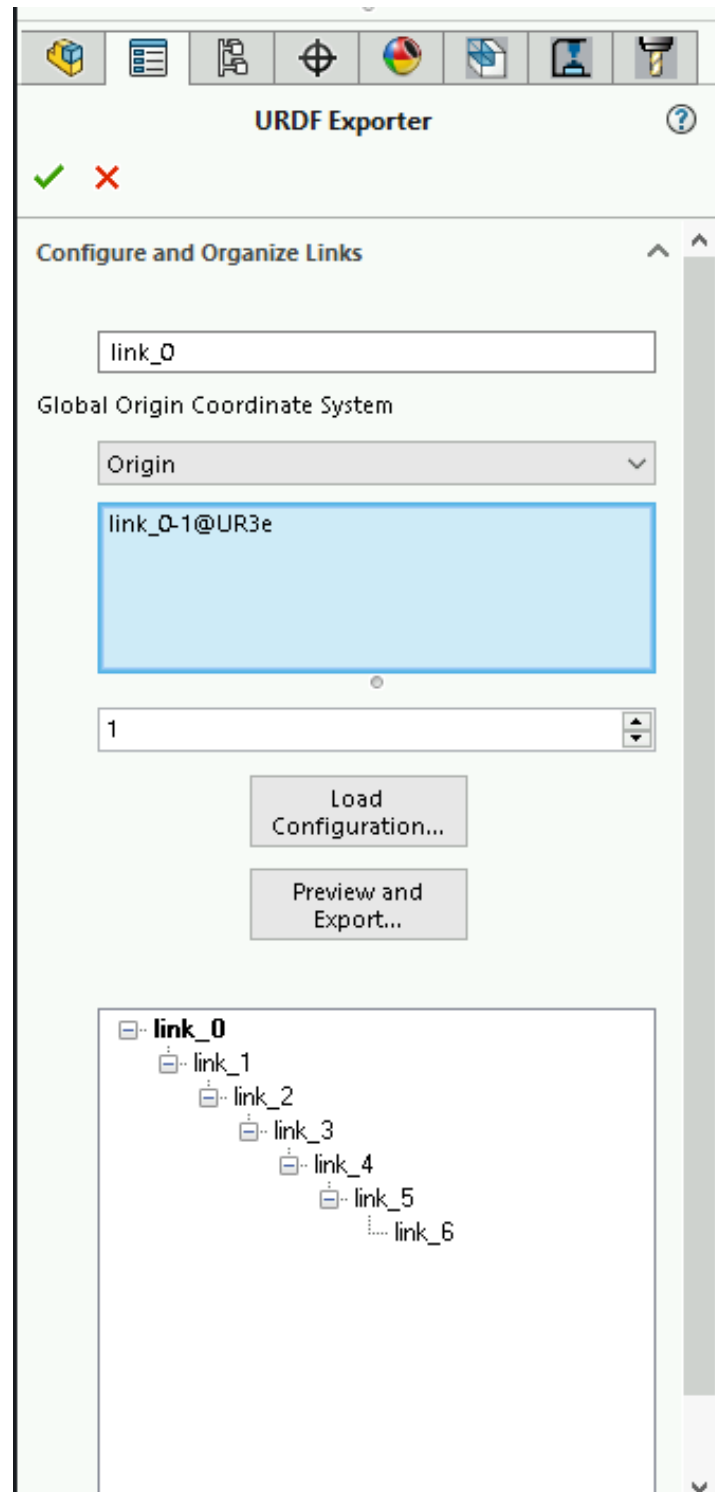 URDF Exporter
Configure and Organize Links
link_0
Global Origin Coordinate System
Origin
link_0-1@UR3e
1
Load
Configuration...
Preview and
Export...
link_0
link_1
link_2
link_3
link_4
link_5
link_6